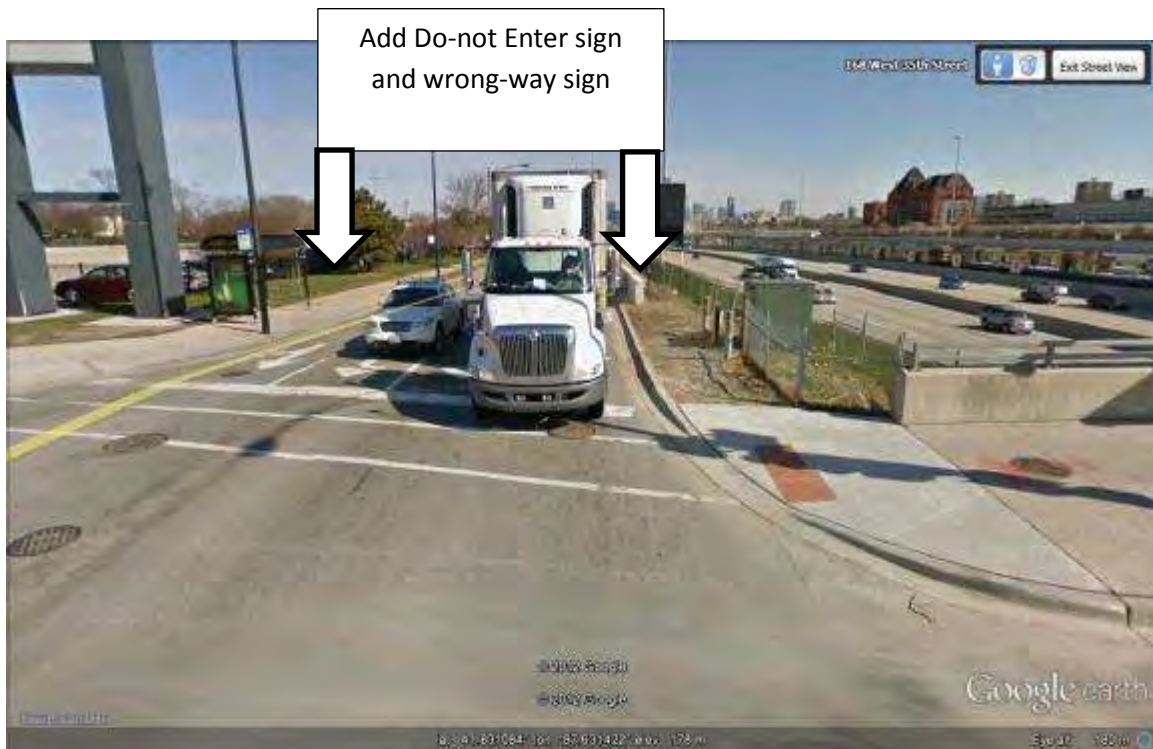 Add Do-not Enter sign
and wrong-way sign
168 West 35th Street
Exit Street View
© 2012 Google
© 2012 Google
Google earth